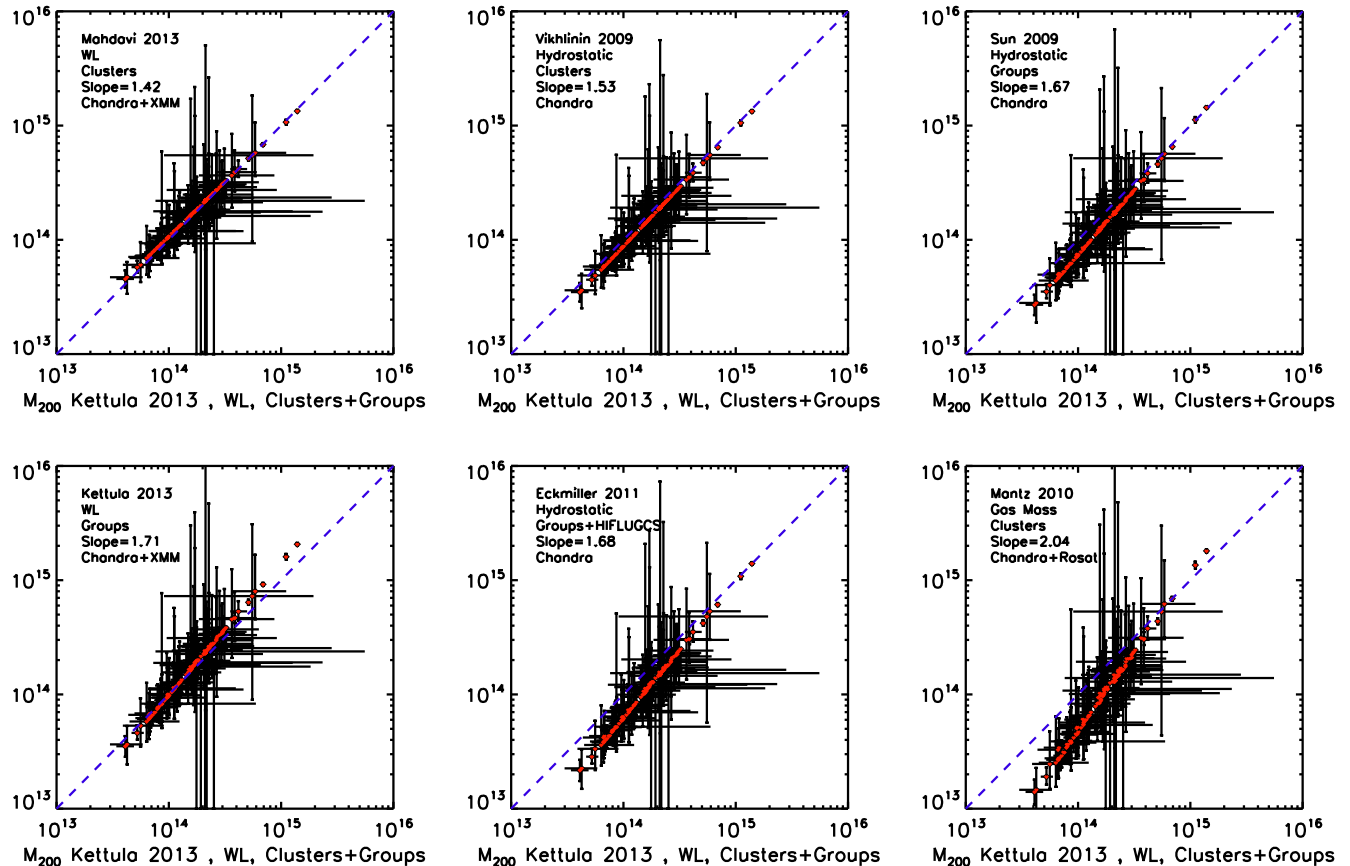 10^16
10^15
10^14
10^13
Mahdavi 2013
WL
Clusters
Slope=1.42
Chandra+XMM
10^13 10^14 10^15 10^16
M_200 Kettula 2013 , WL, Clusters+Groups
10^16
10^15
10^14
10^13
Vikhlinin 2009
Hydrostatic
Clusters
Slope=1.53
Chandra
10^13 10^14 10^15 10^16
M_200 Kettula 2013 , WL, Clusters+Groups
10^16
10^15
10^14
10^13
Sun 2009
Hydrostatic
Groups
Slope=1.67
Chandra
10^13 10^14 10^15 10^16
M_200 Kettula 2013 , WL, Clusters+Groups
10^16
10^15
10^14
10^13
Kettula 2013
WL
Groups
Slope=1.71
Chandra+XMM
10^13 10^14 10^15 10^16
M_200 Kettula 2013 , WL, Clusters+Groups
10^16
10^15
10^14
10^13
Eckmiller 2011
Hydrostatic
Groups+HIFLUGCS
Slope=1.68
Chandra
10^13 10^14 10^15 10^16
M_200 Kettula 2013 , WL, Clusters+Groups
10^16
10^15
10^14
10^13
Mantz 2010
Gas Mass
Clusters
Slope=2.04
Chandra+Rosat
10^13 10^14 10^15 10^16
M_200 Kettula 2013 , WL, Clusters+Groups